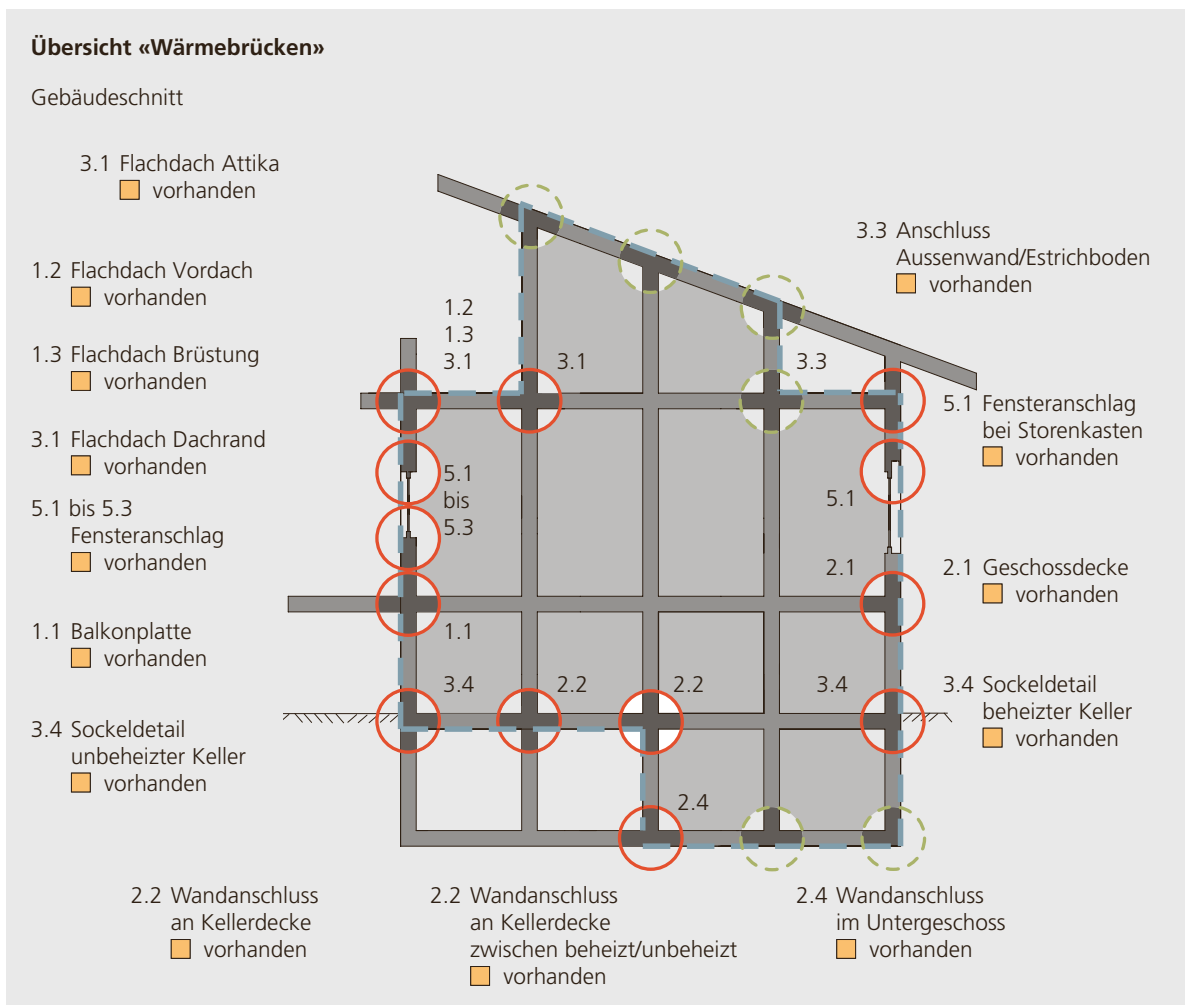 Übersicht «Wärmebrücken»
Gebäudeschnitt
3.1 Flachdach Attika
vorhanden
1.2 Flachdach Vordach
vorhanden
1.3 Flachdach Brüstung
vorhanden
3.1 Flachdach Dachrand
vorhanden
5.1 bis 5.3
Fensteranschlag
vorhanden
1.1 Balkonplatte
vorhanden
3.4 Sockeldetail
unbeheizter Keller
vorhanden
1.2
1.3
3.1
3.1
3.3
5.1
bis
5.3
5.1
2.1
1.1
3.4
2.2
2.2
3.4
2.4
3.3 Anschluss
Aussenwand/Estrichboden
vorhanden
5.1 Fensteranschlag
bei Storenkasten
vorhanden
2.1 Geschossdecke
vorhanden
3.4 Sockeldetail
beheizter Keller
vorhanden
2.2 Wandanschluss
an Kellerdecke
vorhanden
2.2 Wandanschluss
an Kellerdecke
zwischen beheizt/unbeheizt
vorhanden
2.4 Wandanschluss
im Untergeschoss
vorhanden